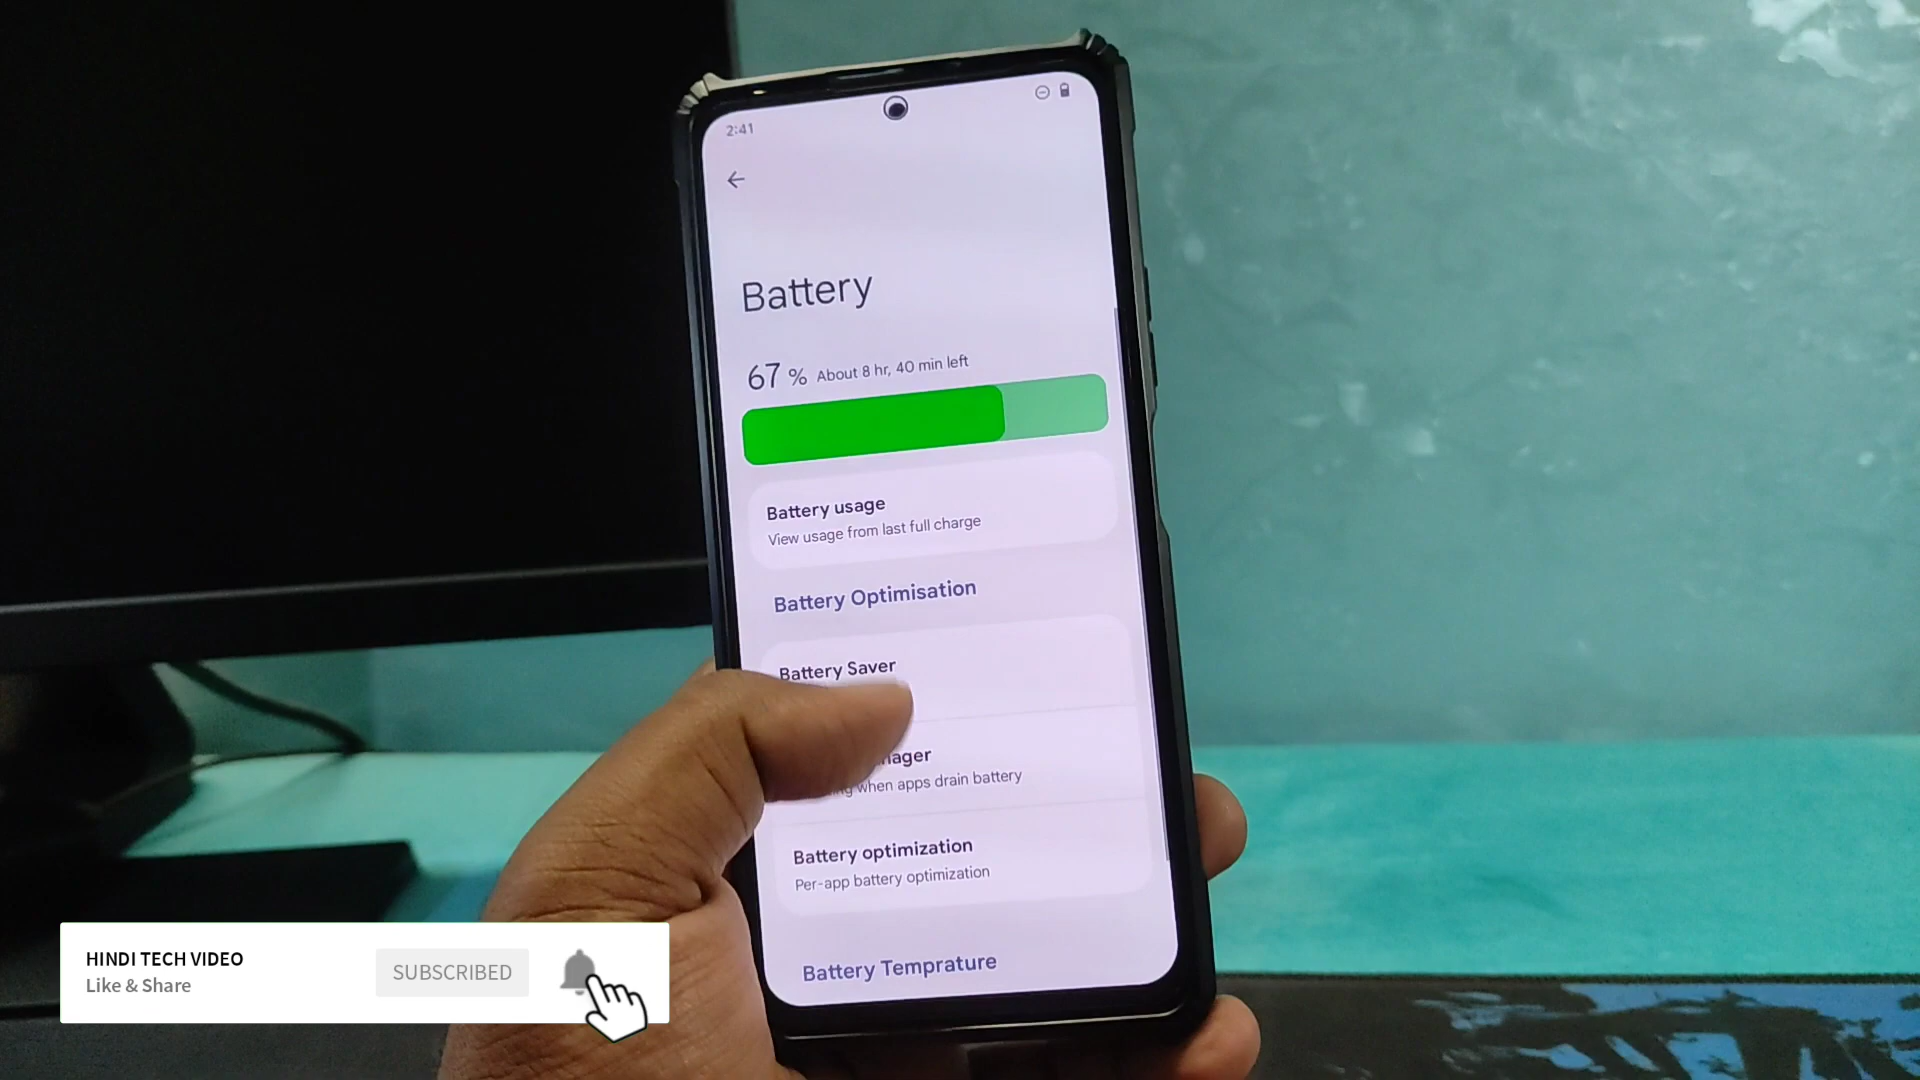 2:41
Battery
67 % About 8 hr, 40 min left
Battery usage
View usage from last full charge
Battery Optimisation
Battery Saver
when apps drain battery
Battery optimization
Per-app battery optimization
Battery Temprature
HINDI TECH VIDEO
Like & Share
SUBSCRIBED